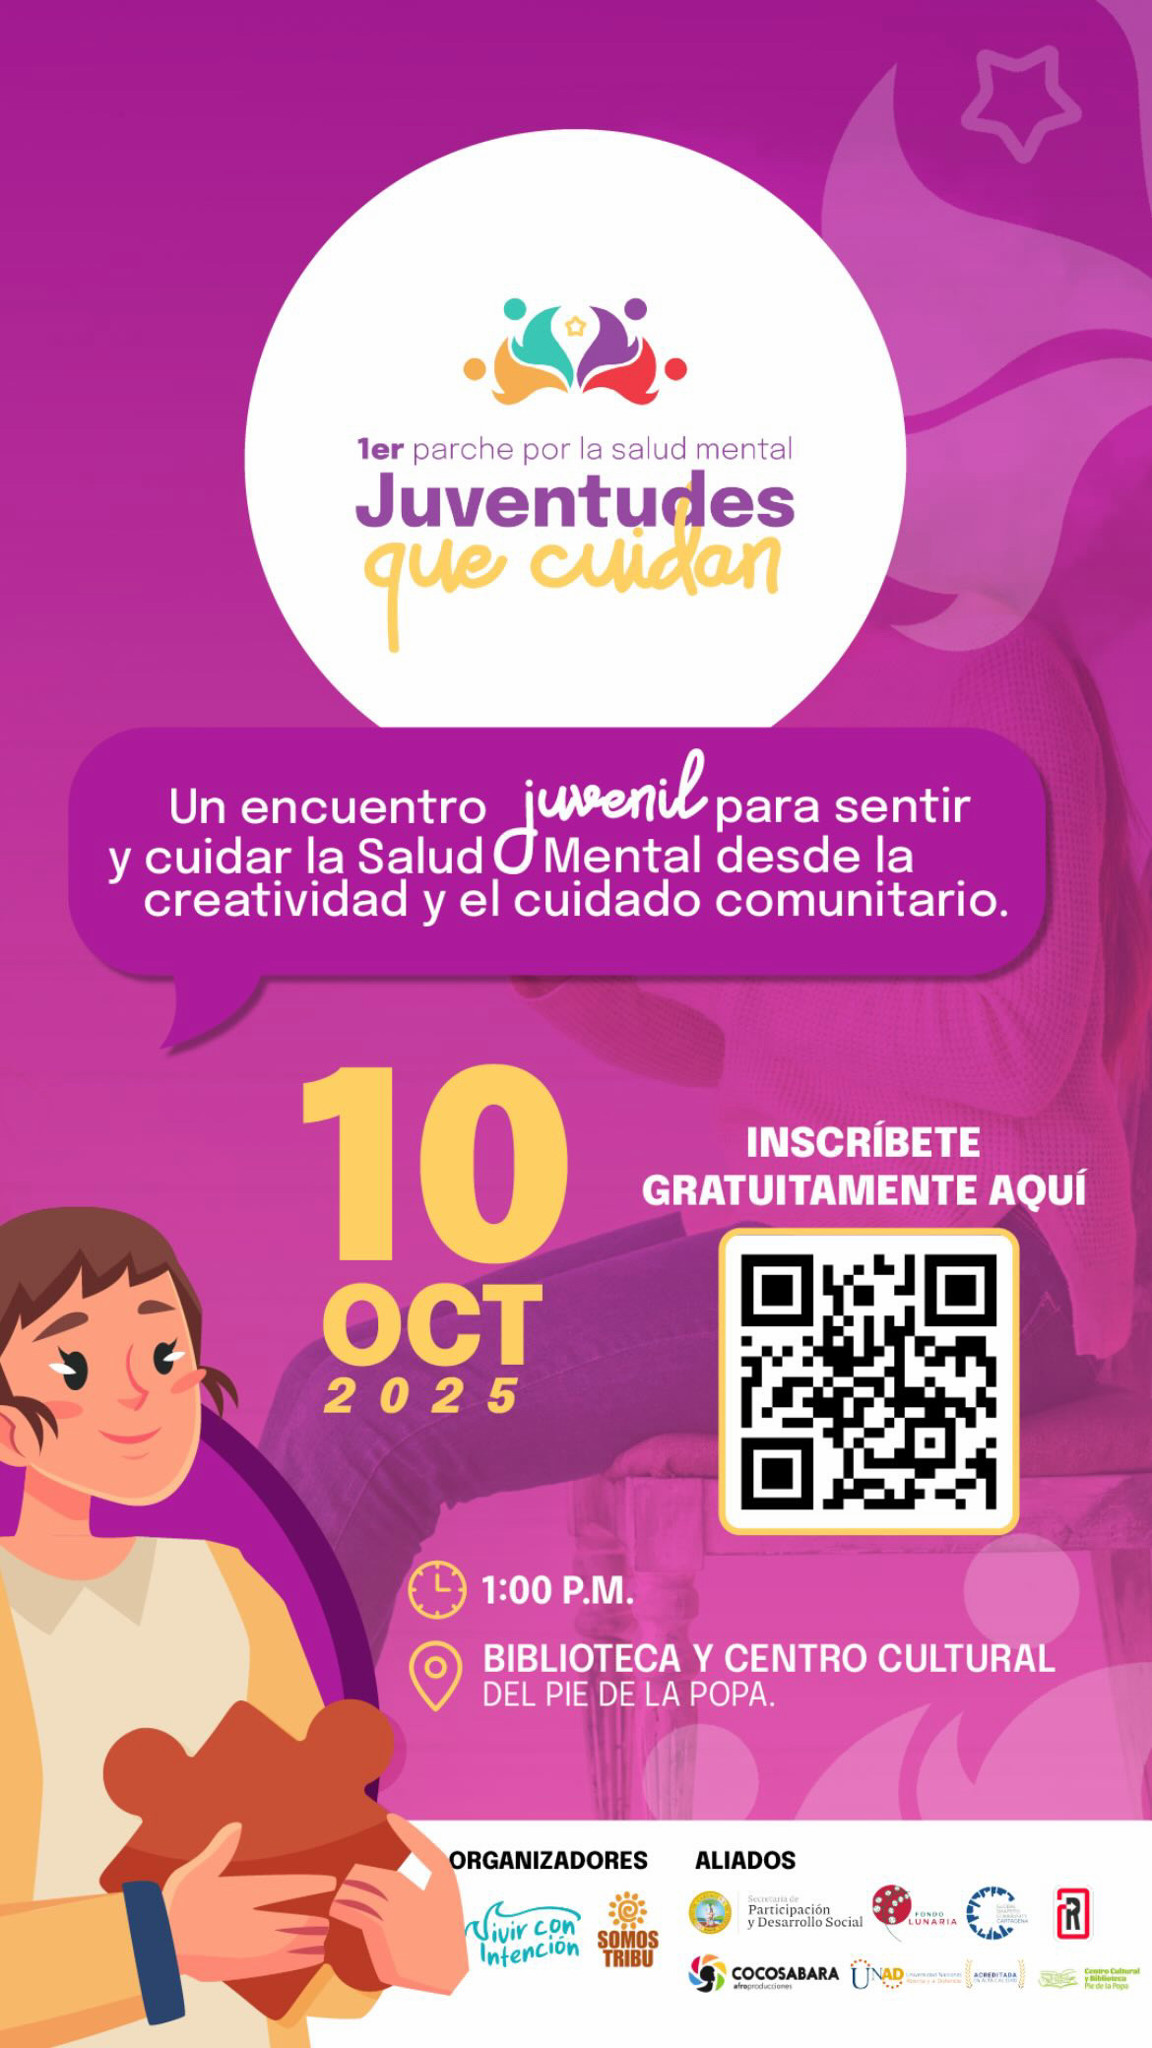 1er parche por la salud mental
Juventudes
que cuidan
Un encuentro juvenil para sentir
y cuidar la Salud Mental desde la
creatividad y el cuidado comunitario.
10
OCT
2025
INSCRÍBETE
GRATUITAMENTE AQUÍ
1:00 P.M.
BIBLIOTECA Y CENTRO CULTURAL
DEL PIE DE LA POPA.
ORGANIZADORES
ALIADOS
Vivir con
Intención
SOMOS
TRIBU
Secretaría de
Participación
y Desarrollo Social
FONDO
LUNARIA
CARTAGENA
R
COCOSABARA
afroproducciones
UNAD
ACREDITADA
Centro Cultural
y Biblioteca
Pie de la Popa